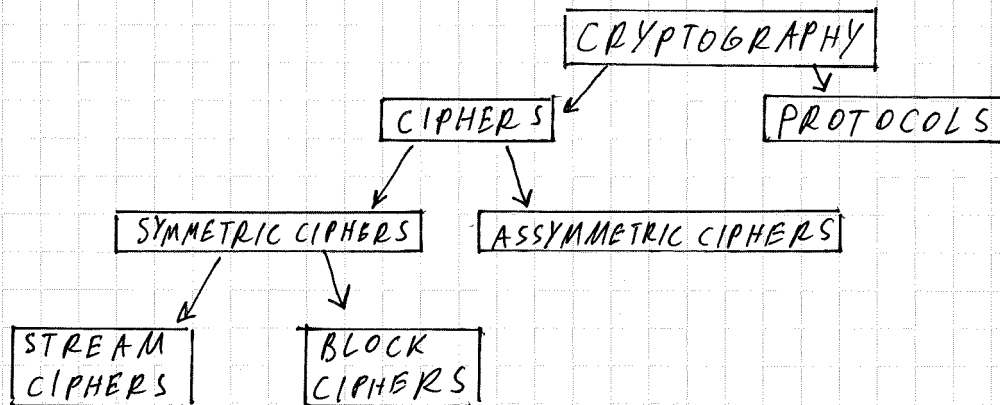 CRYPTOGRAPHY
CIPHERS
PROTOCOLS
SYMMETRIC CIPHERS
ASSYMMETRIC CIPHERS
STREAM
CIPHERS
BLOCK
CIPHERS